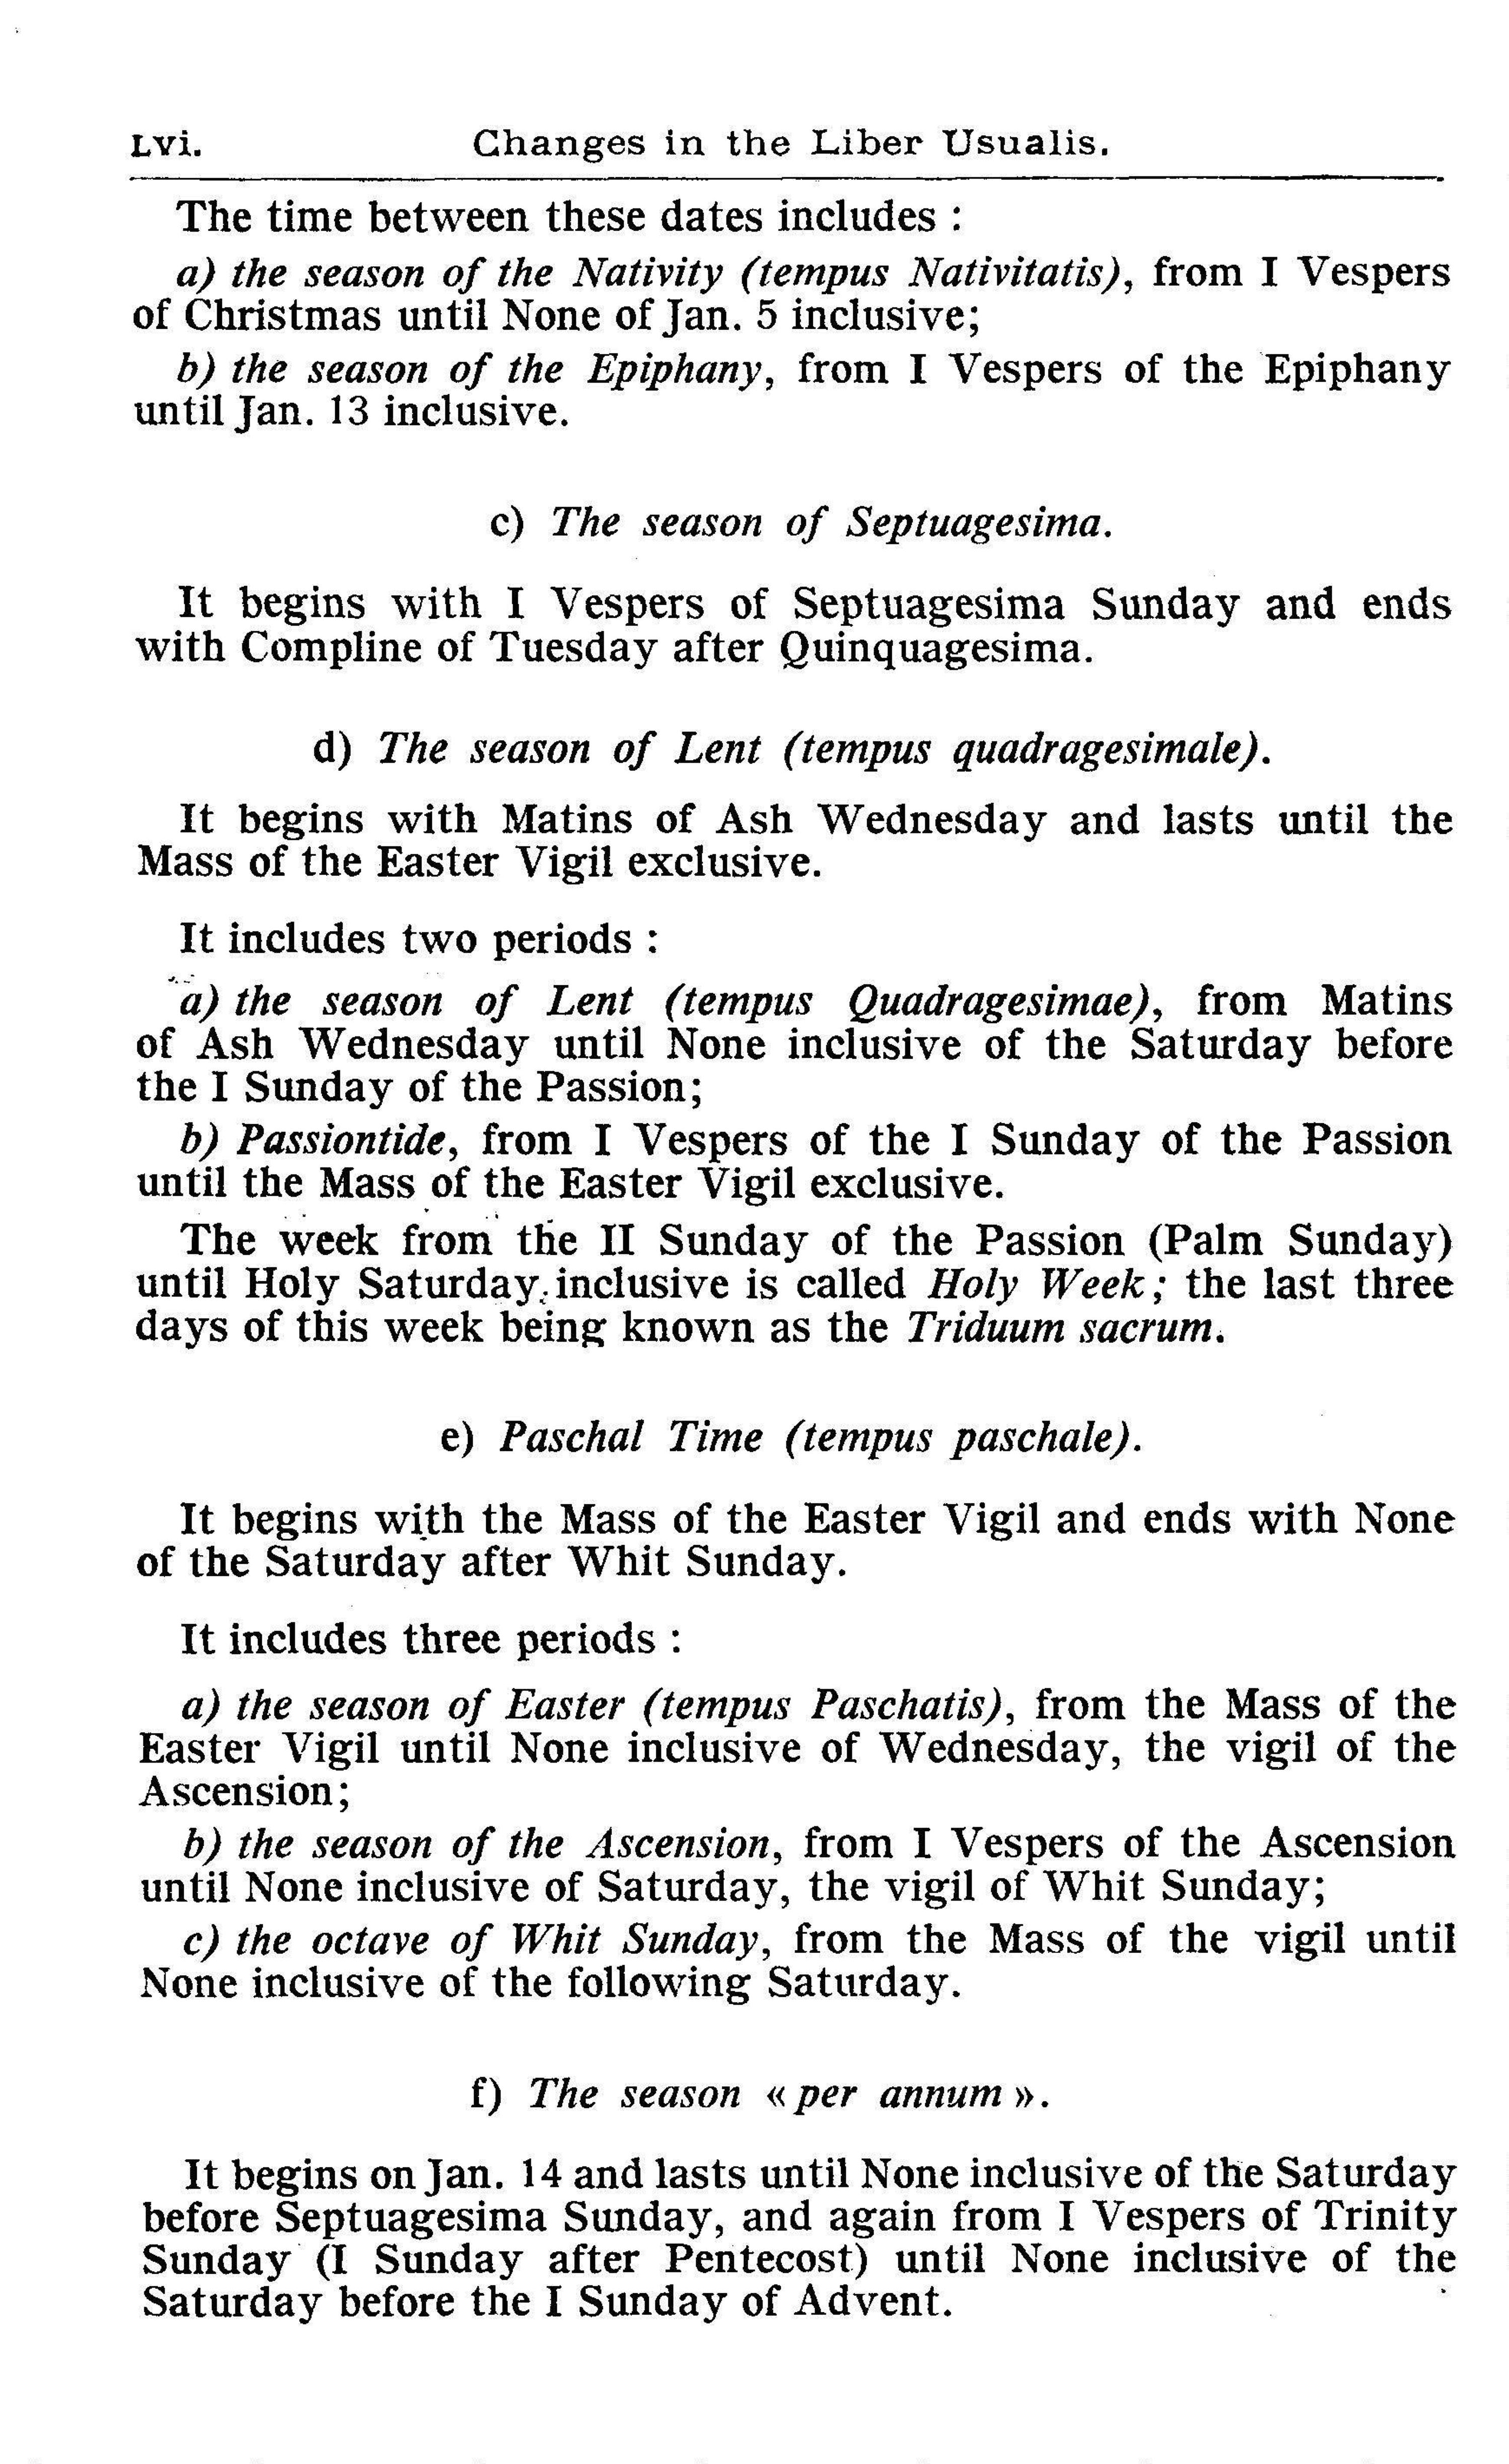 Lvi. Changes in the Liber Usualis.
The time between these dates includes :
a) the season of the Nativity (tempus Nativitatis), from I Vespers
of Christmas until None of Jan. 5 inclusive;
b) the season of the Epiphany, from I Vespers of the Epiphany
until Jan. 13 inclusive.
c) The season of Septuagesima.
It begins with I Vespers of Septuagesima Sunday and ends
with Compline of Tuesday after Quinquagesima.
d) The season of Lent (tempus quadragesimale).
It begins with Matins of Ash Wednesday and lasts until the
Mass of the Easter Vigil exclusive.
It includes two periods :
a) the season of Lent (tempus Quadragesimae), from Matins
of Ash Wednesday until None inclusive of the Saturday before
the I Sunday of the Passion;
b) Passiontide, from I Vespers of the I Sunday of the Passion
until the Mass of the Easter Vigil exclusive.
The week from the II Sunday of the Passion (Palm Sunday)
until Holy Saturday inclusive is called Holy Week; the last three
days of this week being known as the Triduum sacrum.
e) Paschal Time (tempus paschale).
It begins with the Mass of the Easter Vigil and ends with None
of the Saturday after Whit Sunday.
It includes three periods :
a) the season of Easter (tempus Paschatis), from the Mass of the
Easter Vigil until None inclusive of Wednesday, the vigil of the
Ascension;
b) the season of the Ascension, from I Vespers of the Ascension
until None inclusive of Saturday, the vigil of Whit Sunday;
c) the octave of Whit Sunday, from the Mass of the vigil until
None inclusive of the following Saturday.
f) The season « per annum ».
It begins on Jan. 14 and lasts until None inclusive of the Saturday
before Septuagesima Sunday, and again from I Vespers of Trinity
Sunday (I Sunday after Pentecost) until None inclusive of the
Saturday before the I Sunday of Advent.